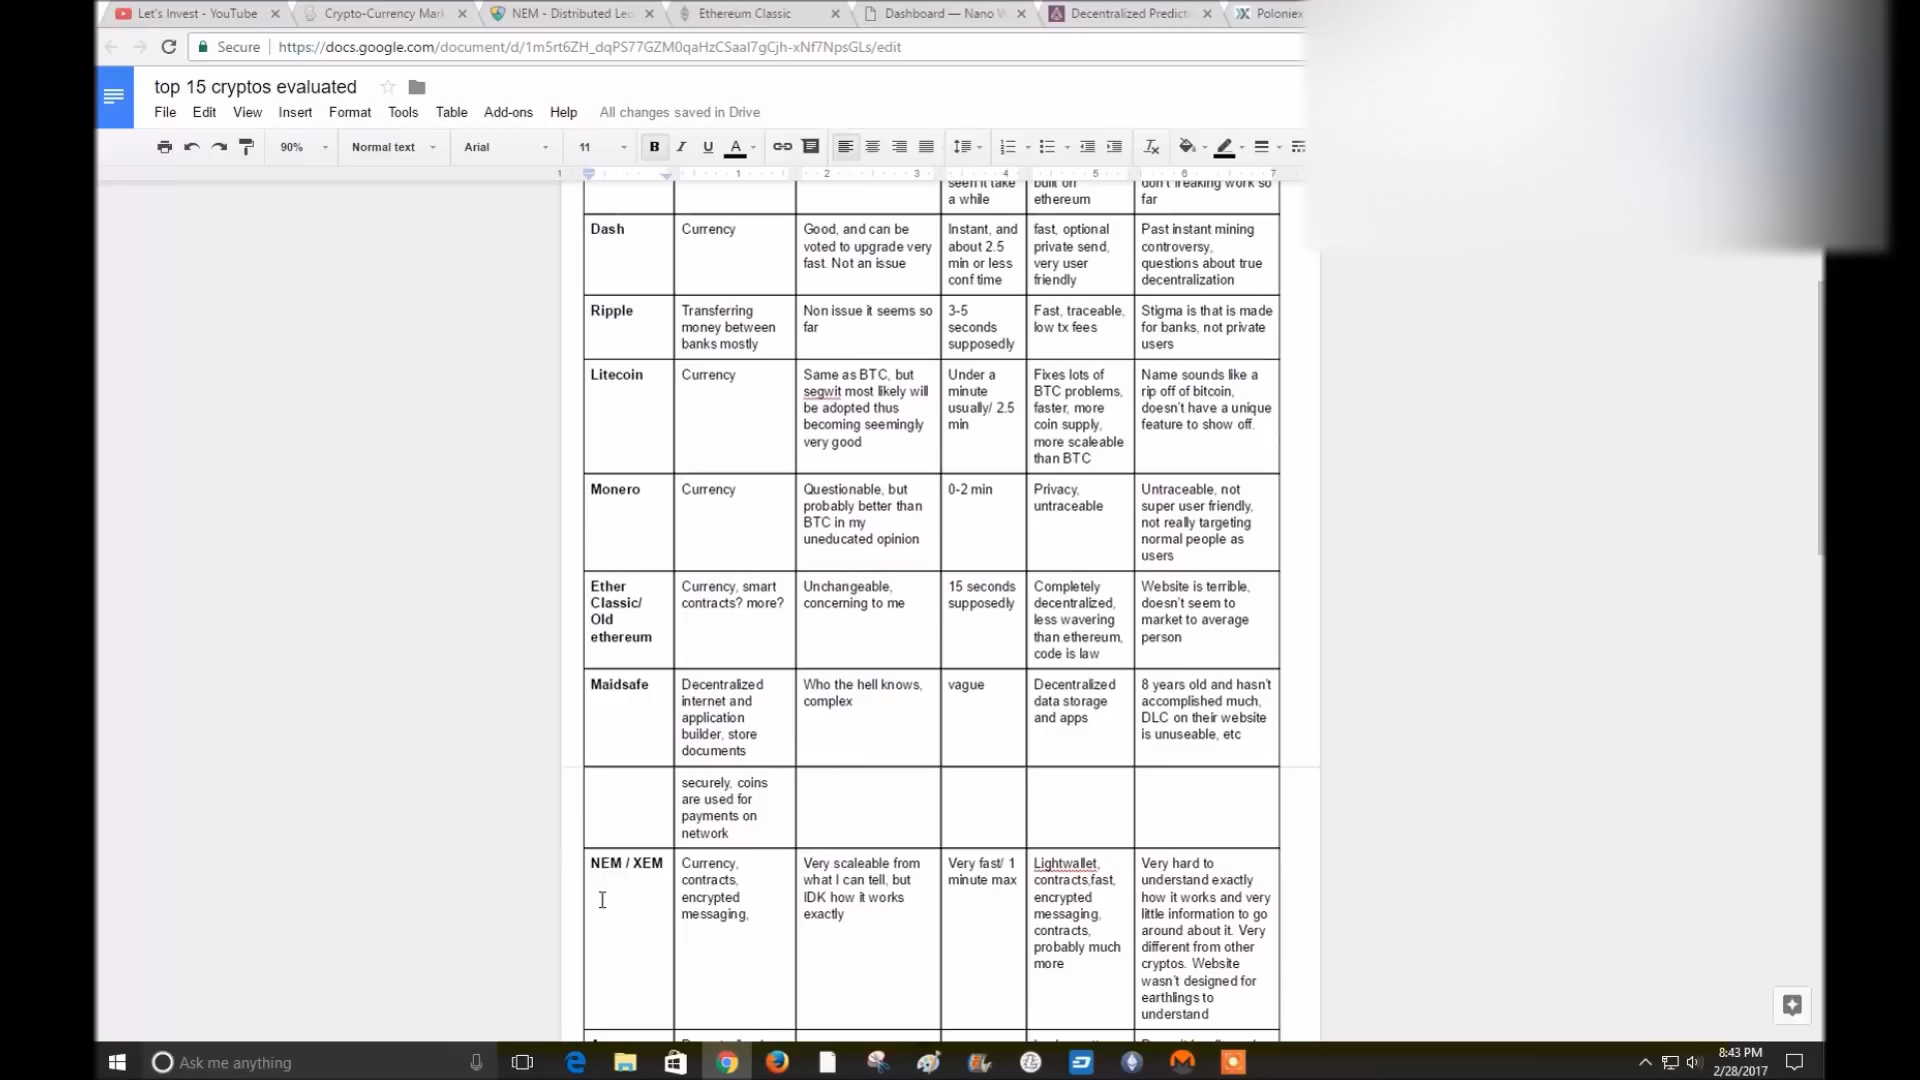 Let's Invest - YouTube
Crypto-Currency Mar
NEM - Distributed Le
Ethereum Classic
Dashboard — Nano W
Decentralized Predict
Poloniex
Secure
https://docs.google.com/document/d/1m5rt6ZH_dqPS77GZM0qaHzCSaaI7gCjh-xNf7NpsGLs/edit
top 15 cryptos evaluated
File Edit View Insert Format Tools Table Add-ons Help All changes saved in Drive
90% Normal text Arial 11 B I U A
1 1 2 3 4 5 6 7
seen it take
a while
built on
ethereum
don't freaking work so
far
Dash
Currency
Good, and can be
voted to upgrade very
fast. Not an issue
Instant, and
about 2.5
min or less
conf time
fast, optional
private send,
very user
friendly
Past instant mining
controversy,
questions about true
decentralization
Ripple
Transferring
money between
banks mostly
Non issue it seems so
far
3-5
seconds
supposedly
Fast, traceable,
low tx fees
Stigma is that is made
for banks, not private
users
Litecoin
Currency
Same as BTC, but
segwit most likely will
be adopted thus
becoming seemingly
very good
Under a
minute
usually/ 2.5
min
Fixes lots of
BTC problems,
faster, more
coin supply,
more scaleable
than BTC
Name sounds like a
rip off of bitcoin,
doesn't have a unique
feature to show off.
Monero
Currency
Questionable, but
probably better than
BTC in my
uneducated opinion
0-2 min
Privacy,
untraceable
Untraceable, not
super user friendly,
not really targeting
normal people as
users
Ether
Classic/
Old
ethereum
Currency, smart
contracts? more?
Unchangeable,
concerning to me
15 seconds
supposedly
Completely
decentralized,
less wavering
than ethereum,
code is law
Website is terrible,
doesn't seem to
market to average
person
Maidsafe
Decentralized
internet and
application
builder, store
documents
Who the hell knows,
complex
vague
Decentralized
data storage
and apps
8 years old and hasn't
accomplished much,
DLC on their website
is unuseable, etc
securely, coins
are used for
payments on
network
NEM / XEM
Currency,
contracts,
encrypted
messaging,
Very scaleable from
what I can tell, but
IDK how it works
exactly
Very fast/ 1
minute max
Lightwallet,
contracts,fast,
encrypted
messaging,
contracts,
probably much
more
Very hard to
understand exactly
how it works and very
little information to go
around about it. Very
different from other
cryptos. Website
wasn't designed for
earthlings to
understand
Ask me anything
8:43 PM
2/28/2017